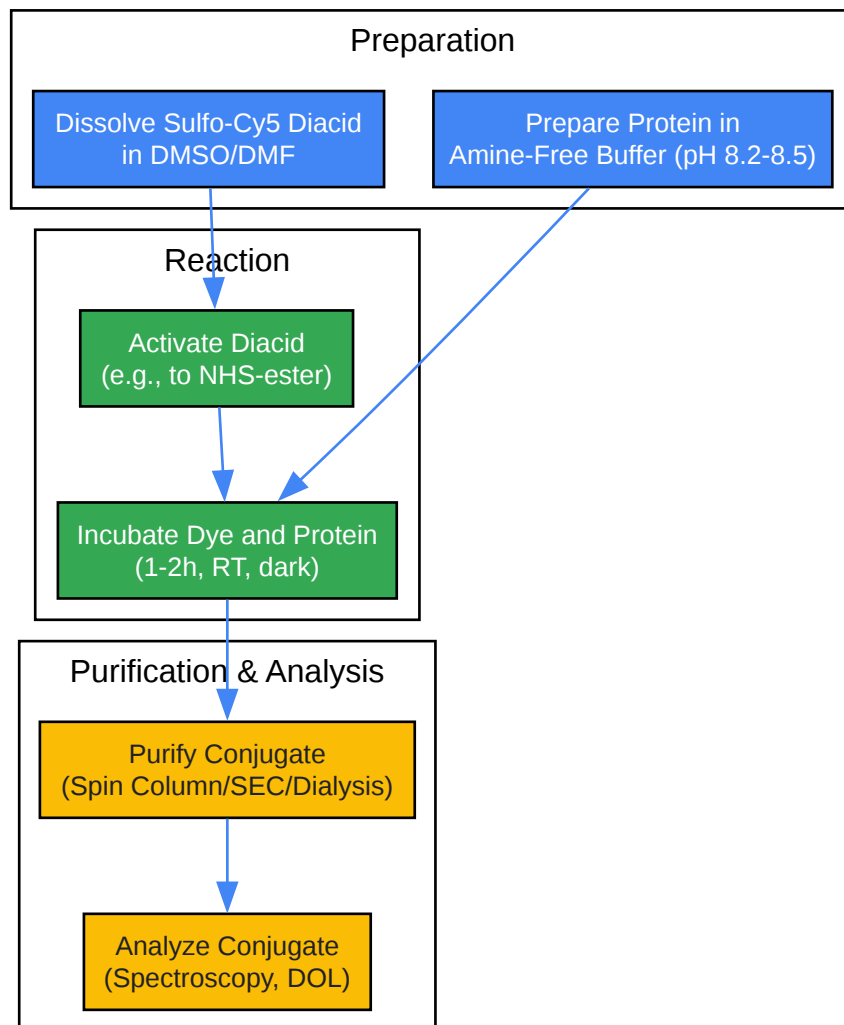 Preparation
Dissolve Sulfo-Cy5 Diacid
in DMSO/DMF
Prepare Protein in
Amine-Free Buffer (pH 8.2-8.5)
Reaction
Activate Diacid
(e.g., to NHS-ester)
Incubate Dye and Protein
(1-2h, RT, dark)
Purification & Analysis
Purify Conjugate
(Spin Column/SEC/Dialysis)
Analyze Conjugate
(Spectroscopy, DOL)